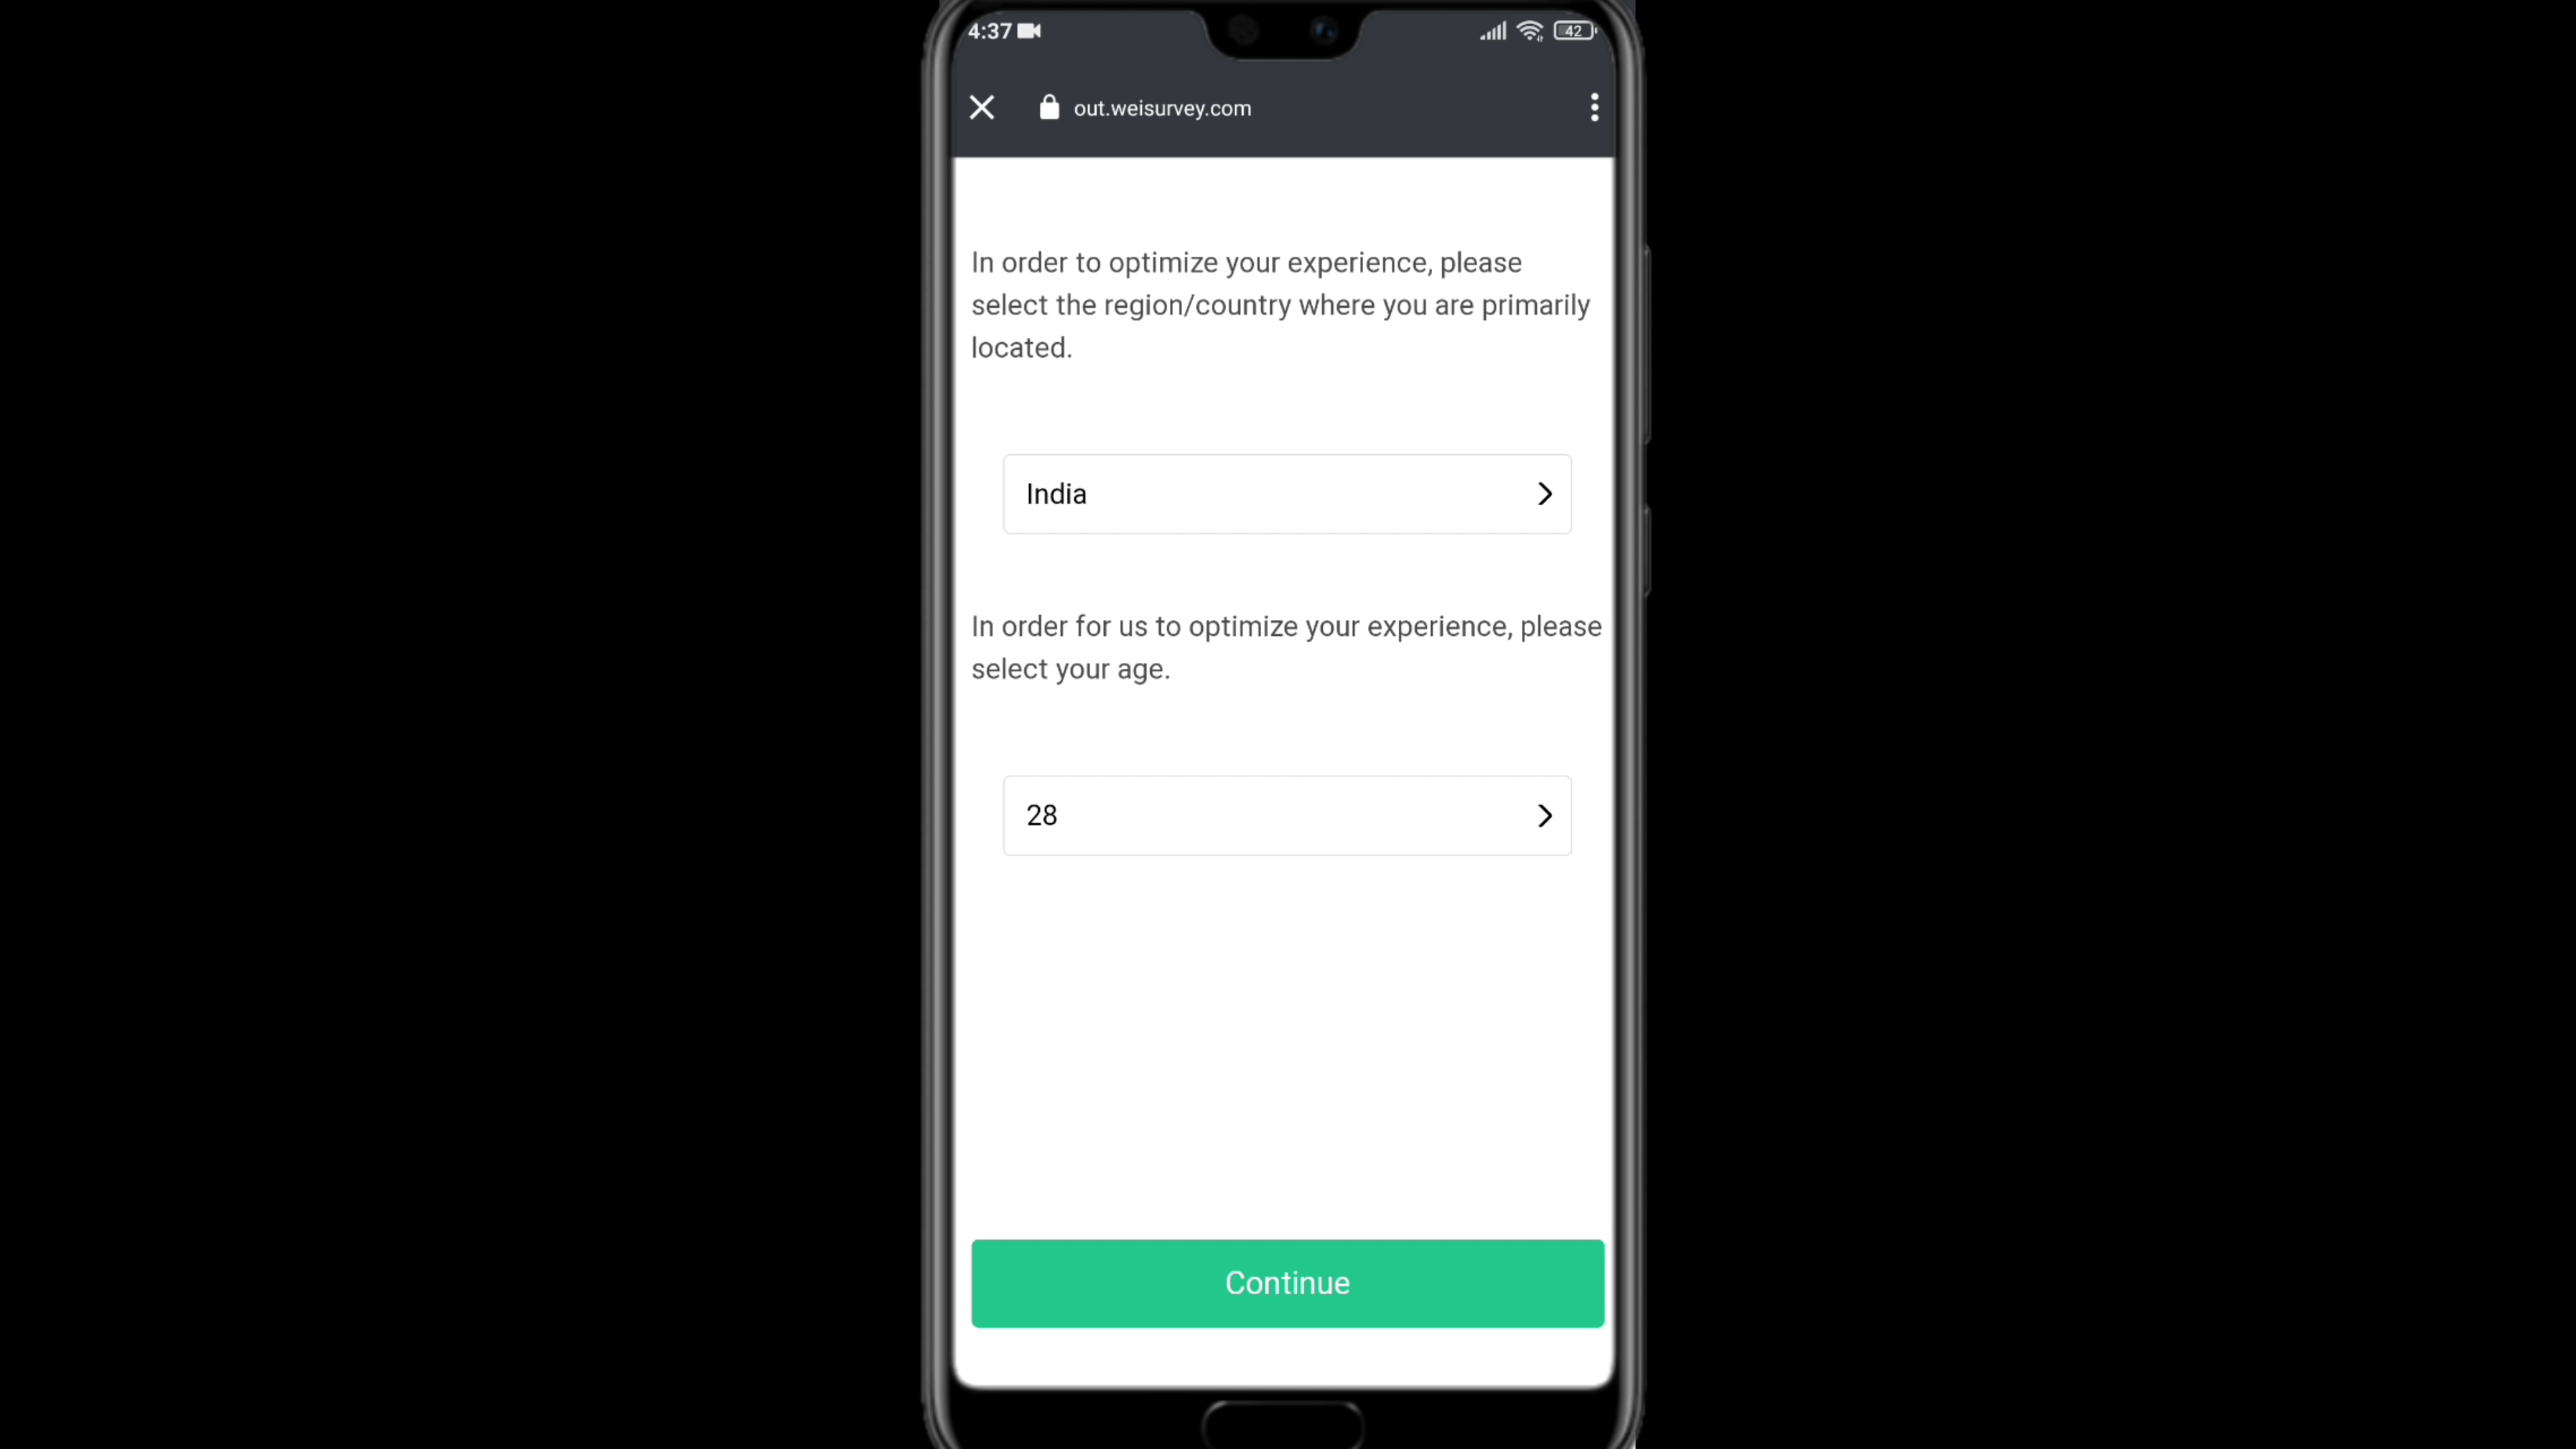 4:37
42
out.weisurvey.com
In order to optimize your experience, please
select the region/country where you are primarily
located.
India
In order for us to optimize your experience, please
select your age.
28
Continue